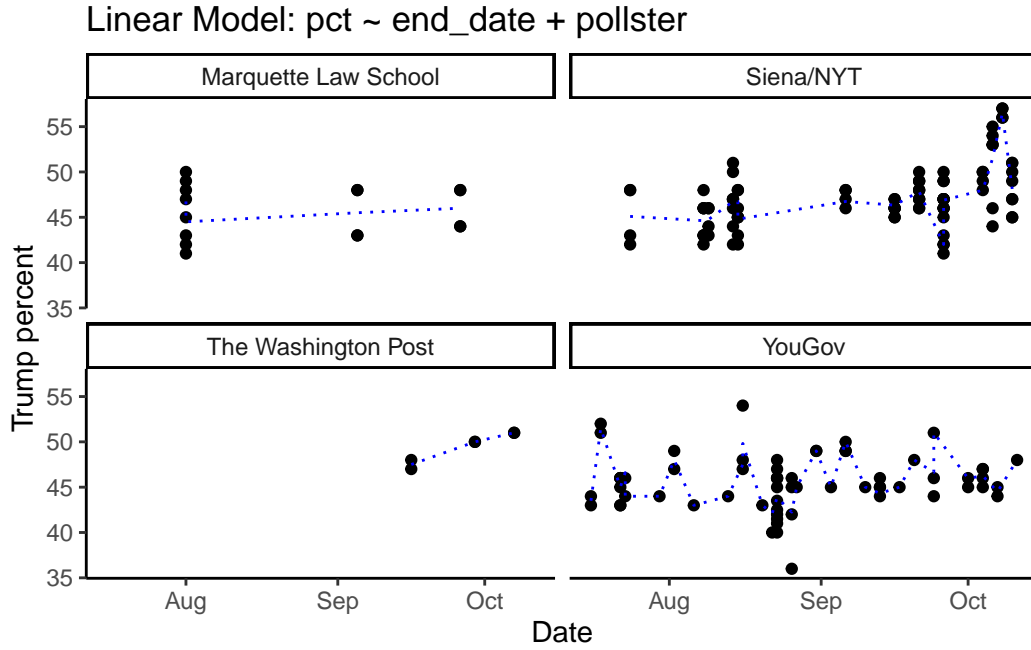 Linear Model: pct ~ end_date + pollster
Marquette Law School
Siena/NYT
55
50
45
40
35
The Washington Post
YouGov
55
50
45
40
35
Trump percent
Aug
Sep
Oct
Aug
Sep
Oct
Date